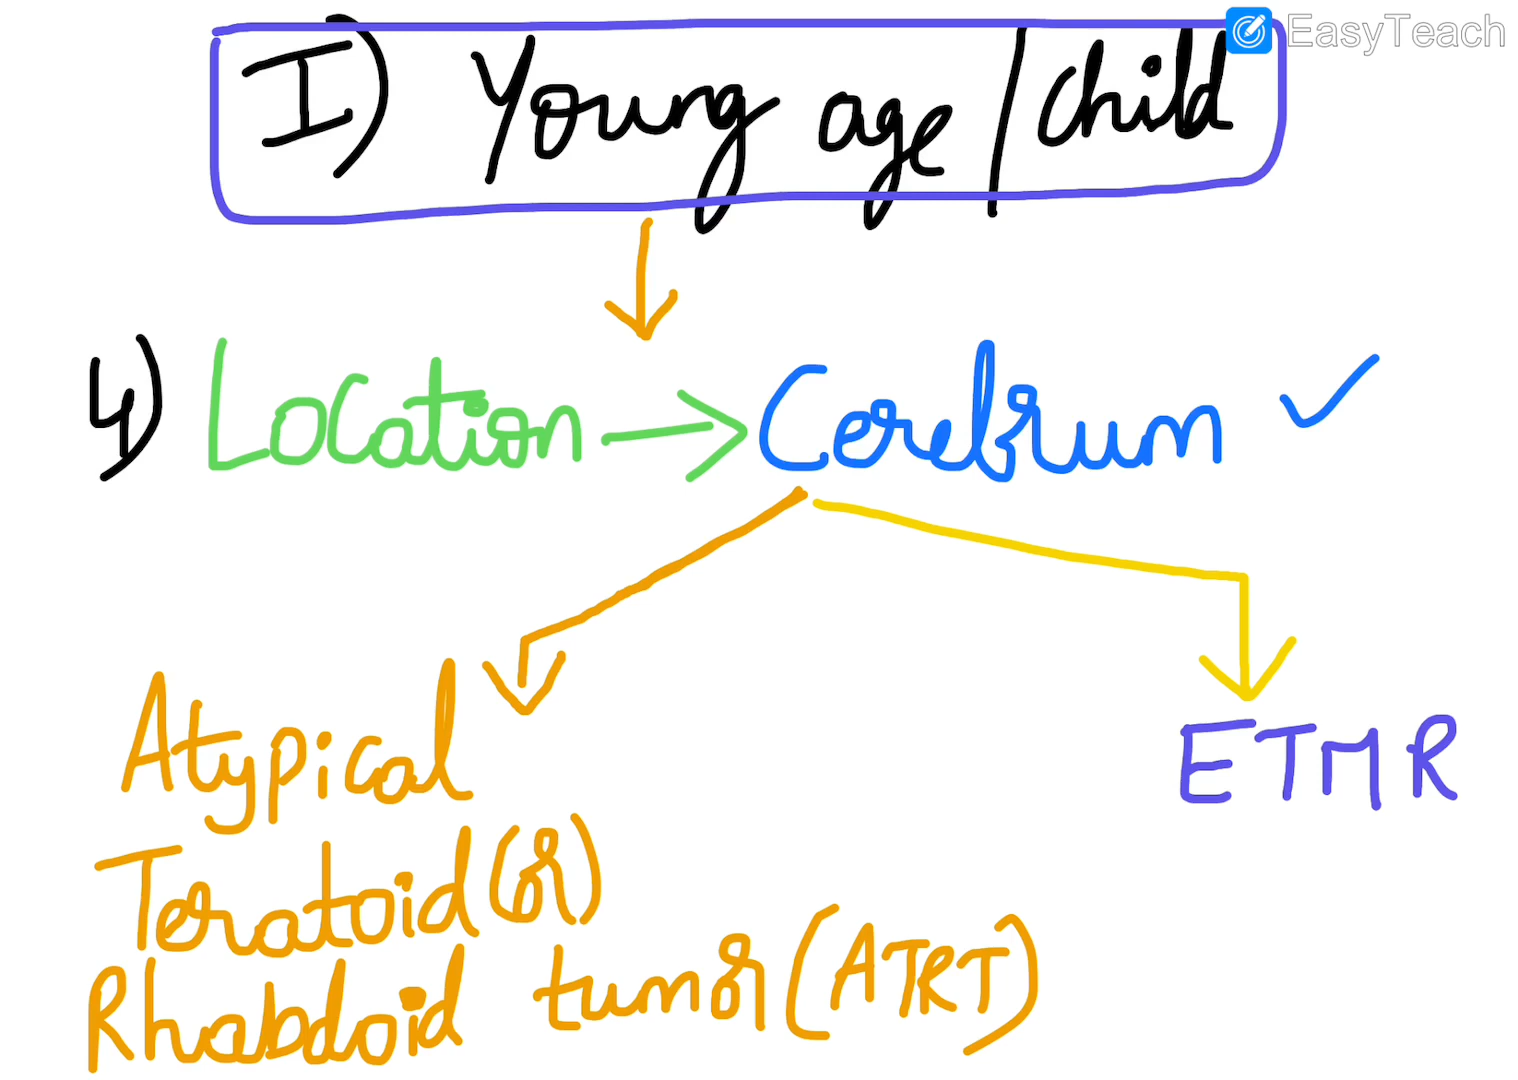 EasyTeach
I) Young age / child
4) Location → Cerebrum ✓
Atypical
ETMR
Teratoid (or)
Rhabdoid tumor (ATRT)